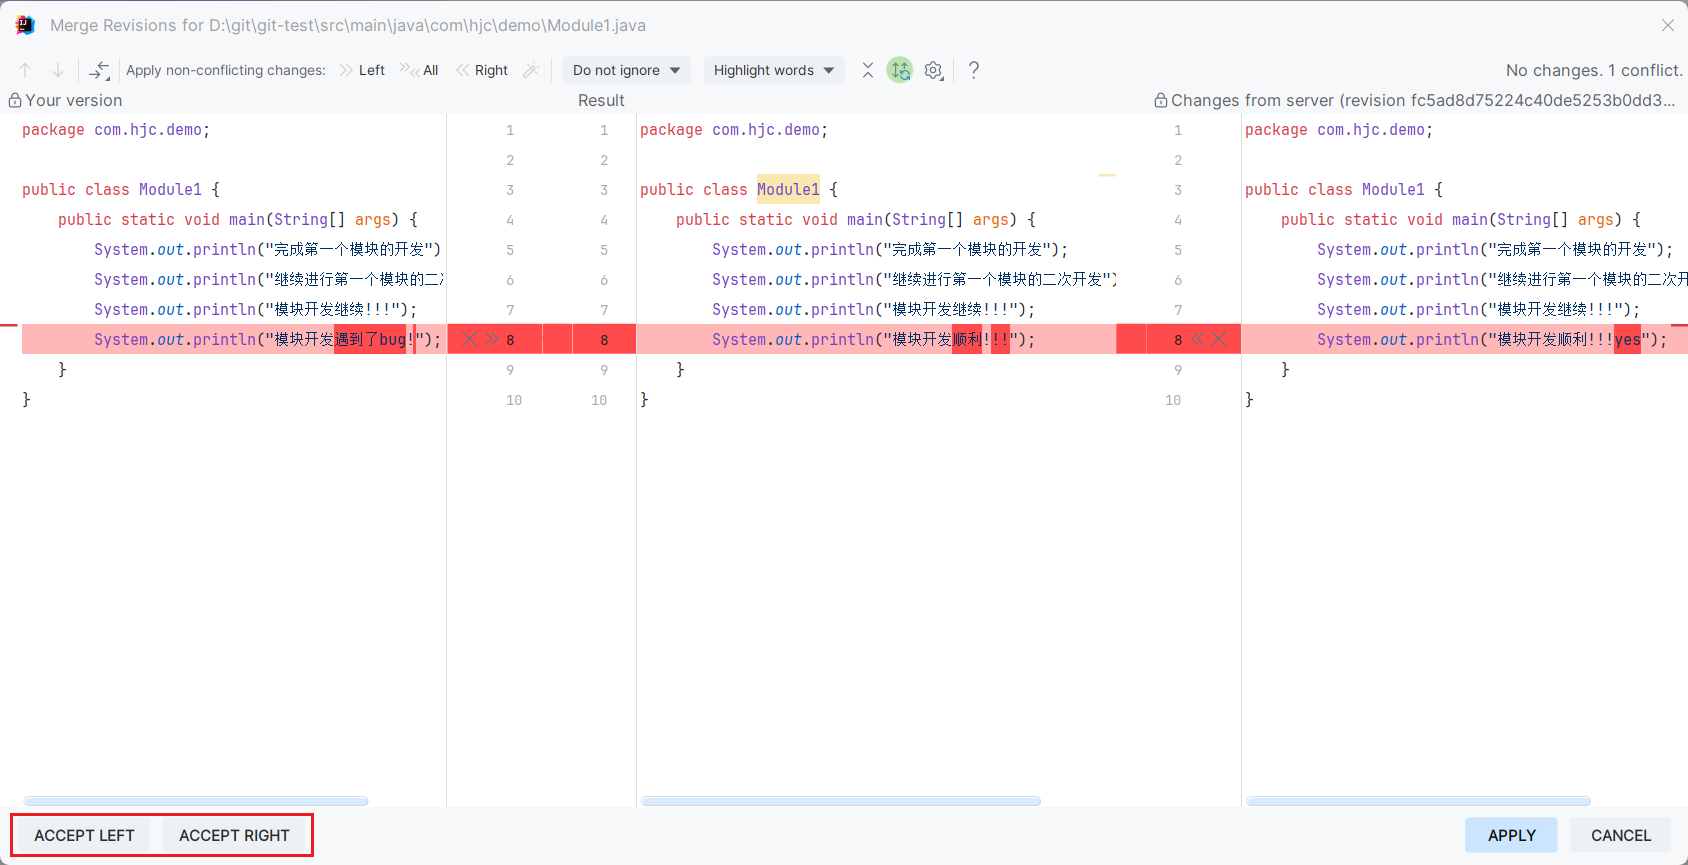 Merge Revisions for D:\git\git-test\src\main\java\com\hjc\demo\Module1.java
Apply non-conflicting changes: Left All Right Do not ignore Highlight words ? No changes. 1 conflict.
Your version
Result
Changes from server (revision fc5ad8d75224c40de5253b0dd3...
package com.hjc.demo; 1
2
public class Module1 { 3
public static void main(String[] args) { 4
System.out.println("完成第一个模块的开发") 5
System.out.println("继续进行第一个模块的二 6
System.out.println("模块开发继续!!!"); 7
System.out.println("模块开发遇到了bug!"); 8
} 9
} 10
1 package com.hjc.demo;
2
3 public class Module1 {
4 public static void main(String[] args) {
5 System.out.println("完成第一个模块的开发");
6 System.out.println("继续进行第一个模块的二次开发")
7 System.out.println("模块开发继续!!!");
8 System.out.println("模块开发顺利!!!");
9 }
10 }
1 package com.hjc.demo;
2
3 public class Module1 {
4 public static void main(String[] args) {
5 System.out.println("完成第一个模块的开发");
6 System.out.println("继续进行第一个模块的二次开
7 System.out.println("模块开发继续!!!");
8 System.out.println("模块开发顺利!!!yes");
9 }
10 }
ACCEPT LEFT ACCEPT RIGHT APPLY CANCEL